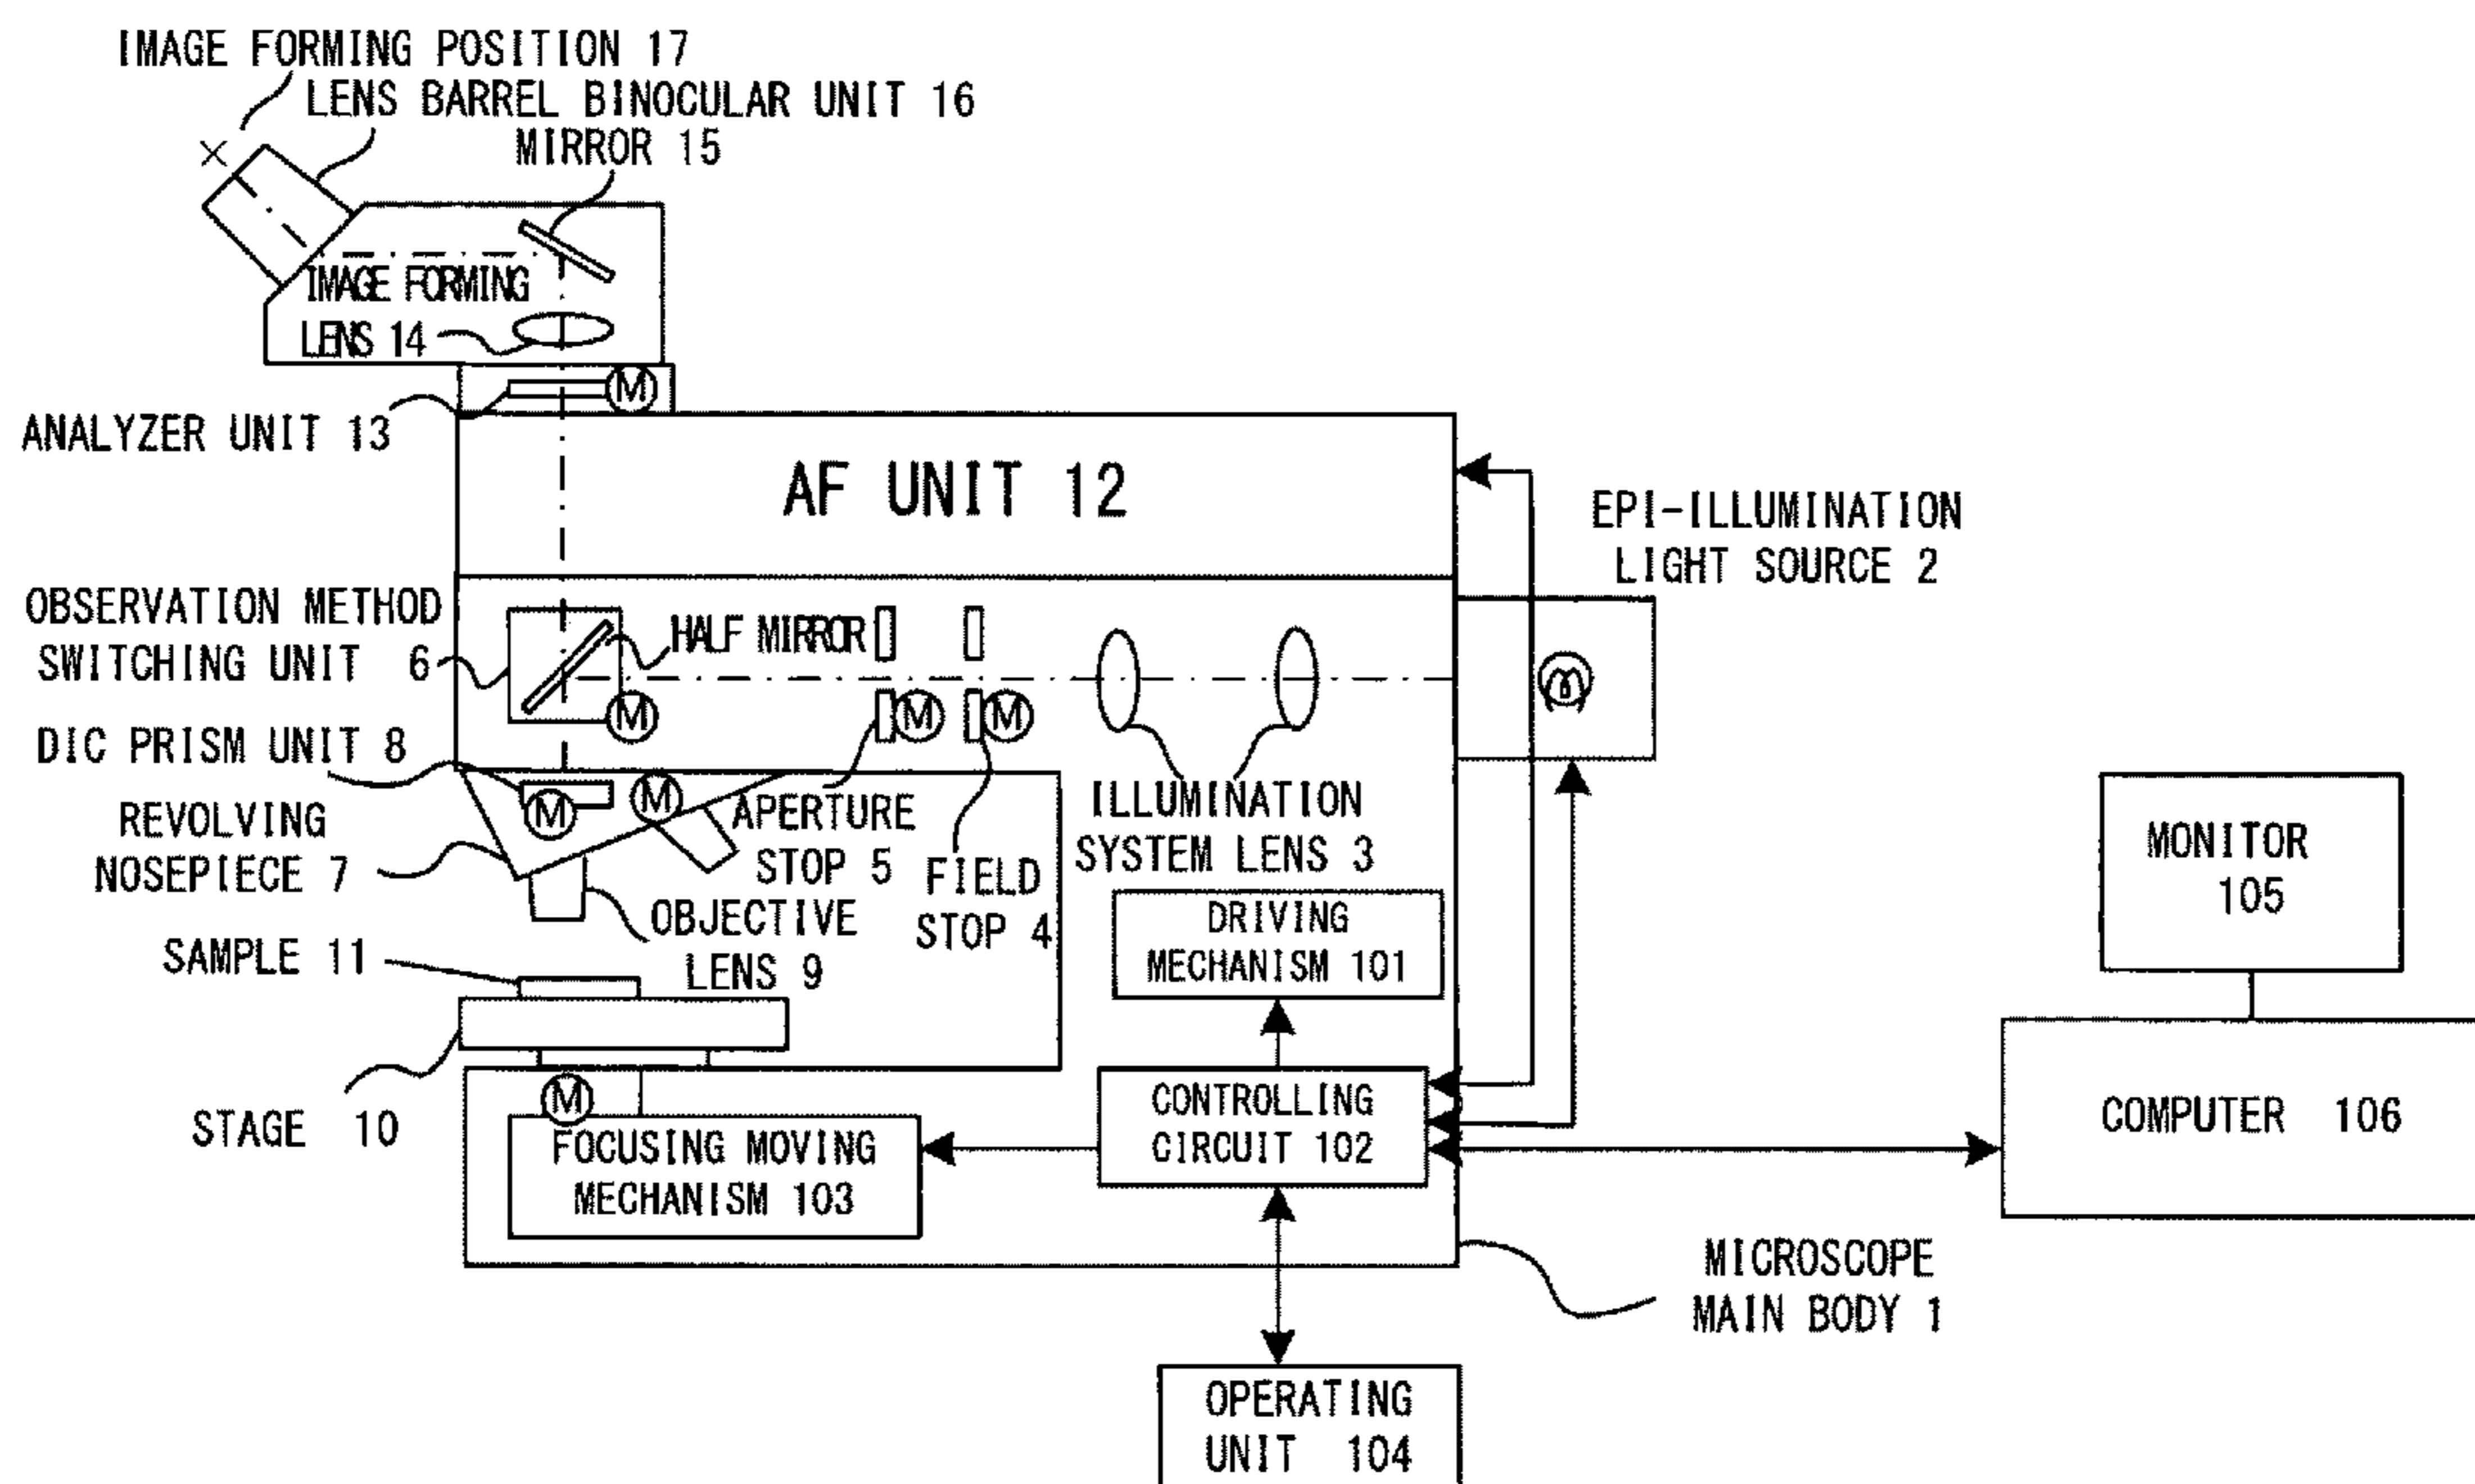 IMAGE FORMING POSITION 17
LENS BARREL BINOCULAR UNIT 16
MIRROR 15
IMAGE FORMING
LENS 14
M
ANALYZER UNIT 13
AF UNIT 12
EPI-ILLUMINATION
LIGHT SOURCE 2
OBSERVATION METHOD
SWITCHING UNIT 6
HALF MIRROR
M
M
M
DIC PRISM UNIT 8
M
M
REVOLVING
NOSEPIECE 7
APERTURE
STOP 5
FIELD
STOP 4
ILLUMINATION
SYSTEM LENS 3
OBJECTIVE
LENS 9
SAMPLE 11
DRIVING
MECHANISM 101
MONITOR
105
STAGE 10
M
FOCUSING MOVING
MECHANISM 103
CONTROLLING
CIRCUIT 102
COMPUTER 106
MICROSCOPE
MAIN BODY 1
OPERATING
UNIT 104